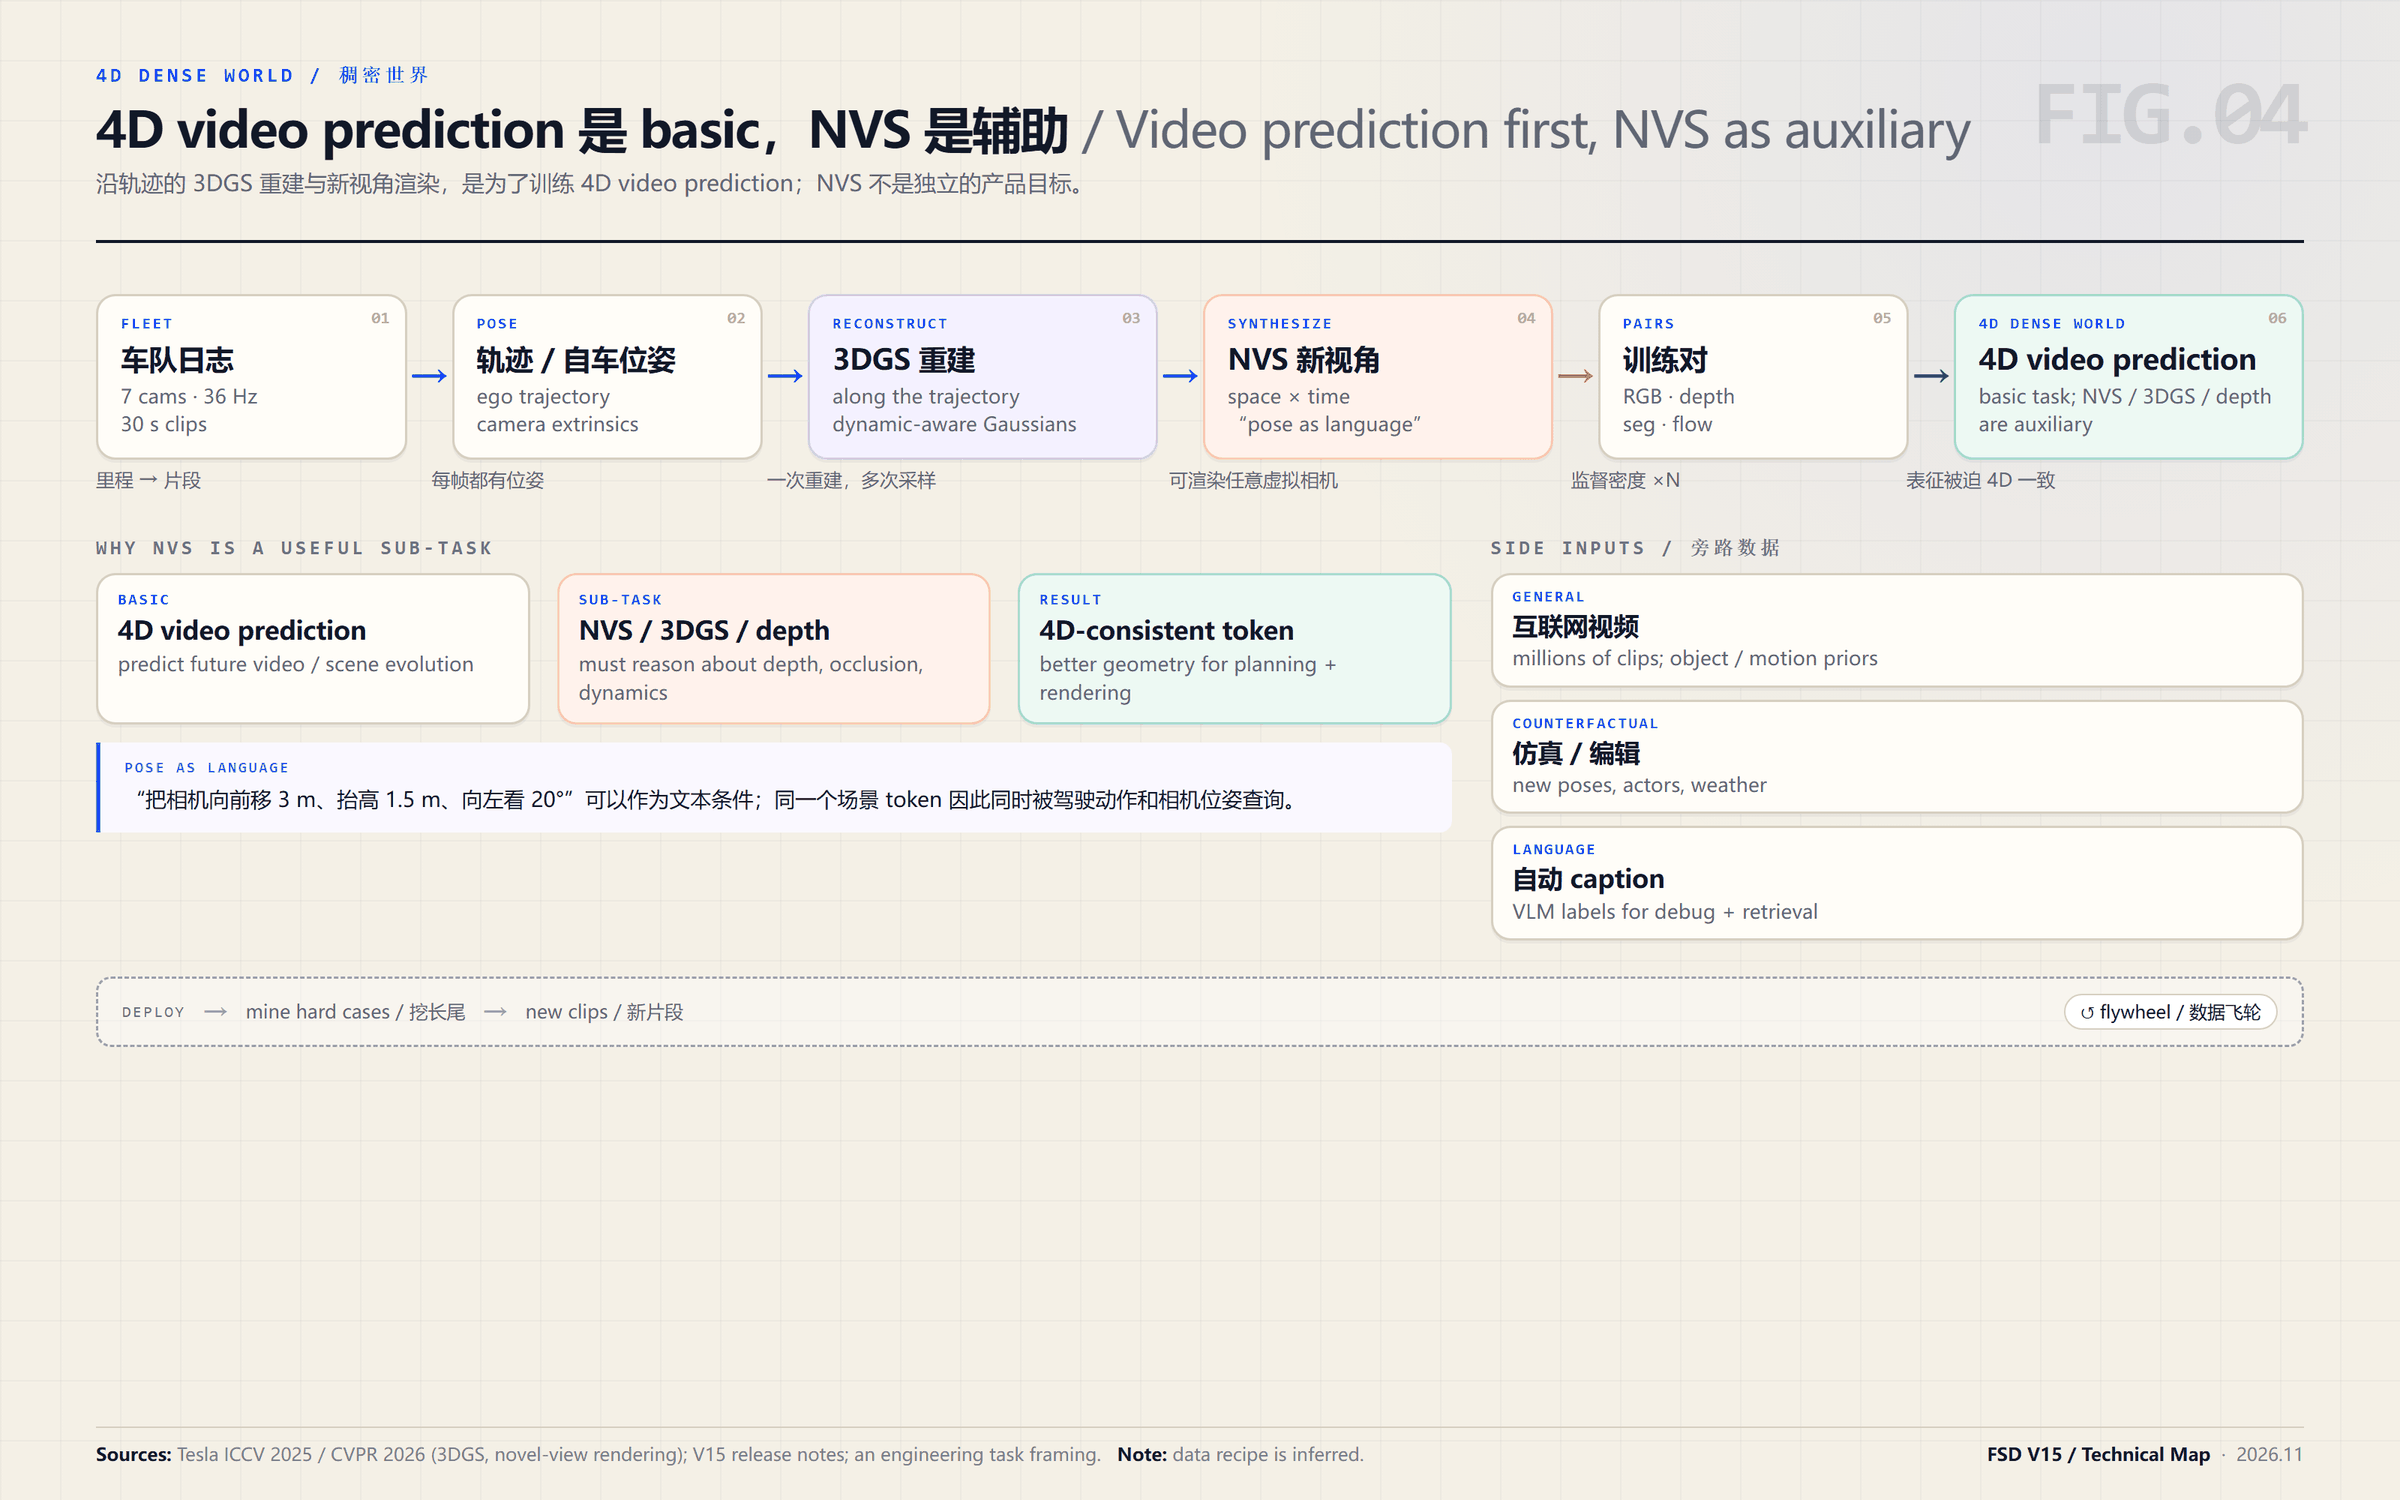 4D DENSE WORLD / 稠密世界
FIG.04
4D video prediction 是 basic，NVS 是辅助 / Video prediction first, NVS as auxiliary
沿轨迹的 3DGS 重建与新视角渲染，是为了训练 4D video prediction；NVS 不是独立的产品目标。
FLEET 01
车队日志
7 cams · 36 Hz
30 s clips
→
POSE 02
轨迹 / 自车位姿
ego trajectory
camera extrinsics
→
RECONSTRUCT 03
3DGS 重建
along the trajectory
dynamic-aware Gaussians
→
SYNTHESIZE 04
NVS 新视角
space × time
“pose as language”
→
PAIRS 05
训练对
RGB · depth
seg · flow
→
4D DENSE WORLD 06
4D video prediction
basic task; NVS / 3DGS / depth
are auxiliary
里程 → 片段
每帧都有位姿
一次重建，多次采样
可渲染任意虚拟相机
监督密度 ×N
表征被迫 4D 一致
WHY NVS IS A USEFUL SUB-TASK
BASIC
4D video prediction
predict future video / scene evolution
SUB-TASK
NVS / 3DGS / depth
must reason about depth, occlusion,
dynamics
RESULT
4D-consistent token
better geometry for planning +
rendering
POSE AS LANGUAGE
“把相机向前移 3 m、抬高 1.5 m、向左看 20°”可以作为文本条件；同一个场景 token 因此同时被驾驶动作和相机位姿查询。
SIDE INPUTS / 旁路数据
GENERAL
互联网视频
millions of clips; object / motion priors
COUNTERFACTUAL
仿真 / 编辑
new poses, actors, weather
LANGUAGE
自动 caption
VLM labels for debug + retrieval
DEPLOY → mine hard cases / 挖长尾 → new clips / 新片段
↺ flywheel / 数据飞轮
Sources: Tesla ICCV 2025 / CVPR 2026 (3DGS, novel-view rendering); V15 release notes; an engineering task framing. Note: data recipe is inferred.
FSD V15 / Technical Map · 2026.11